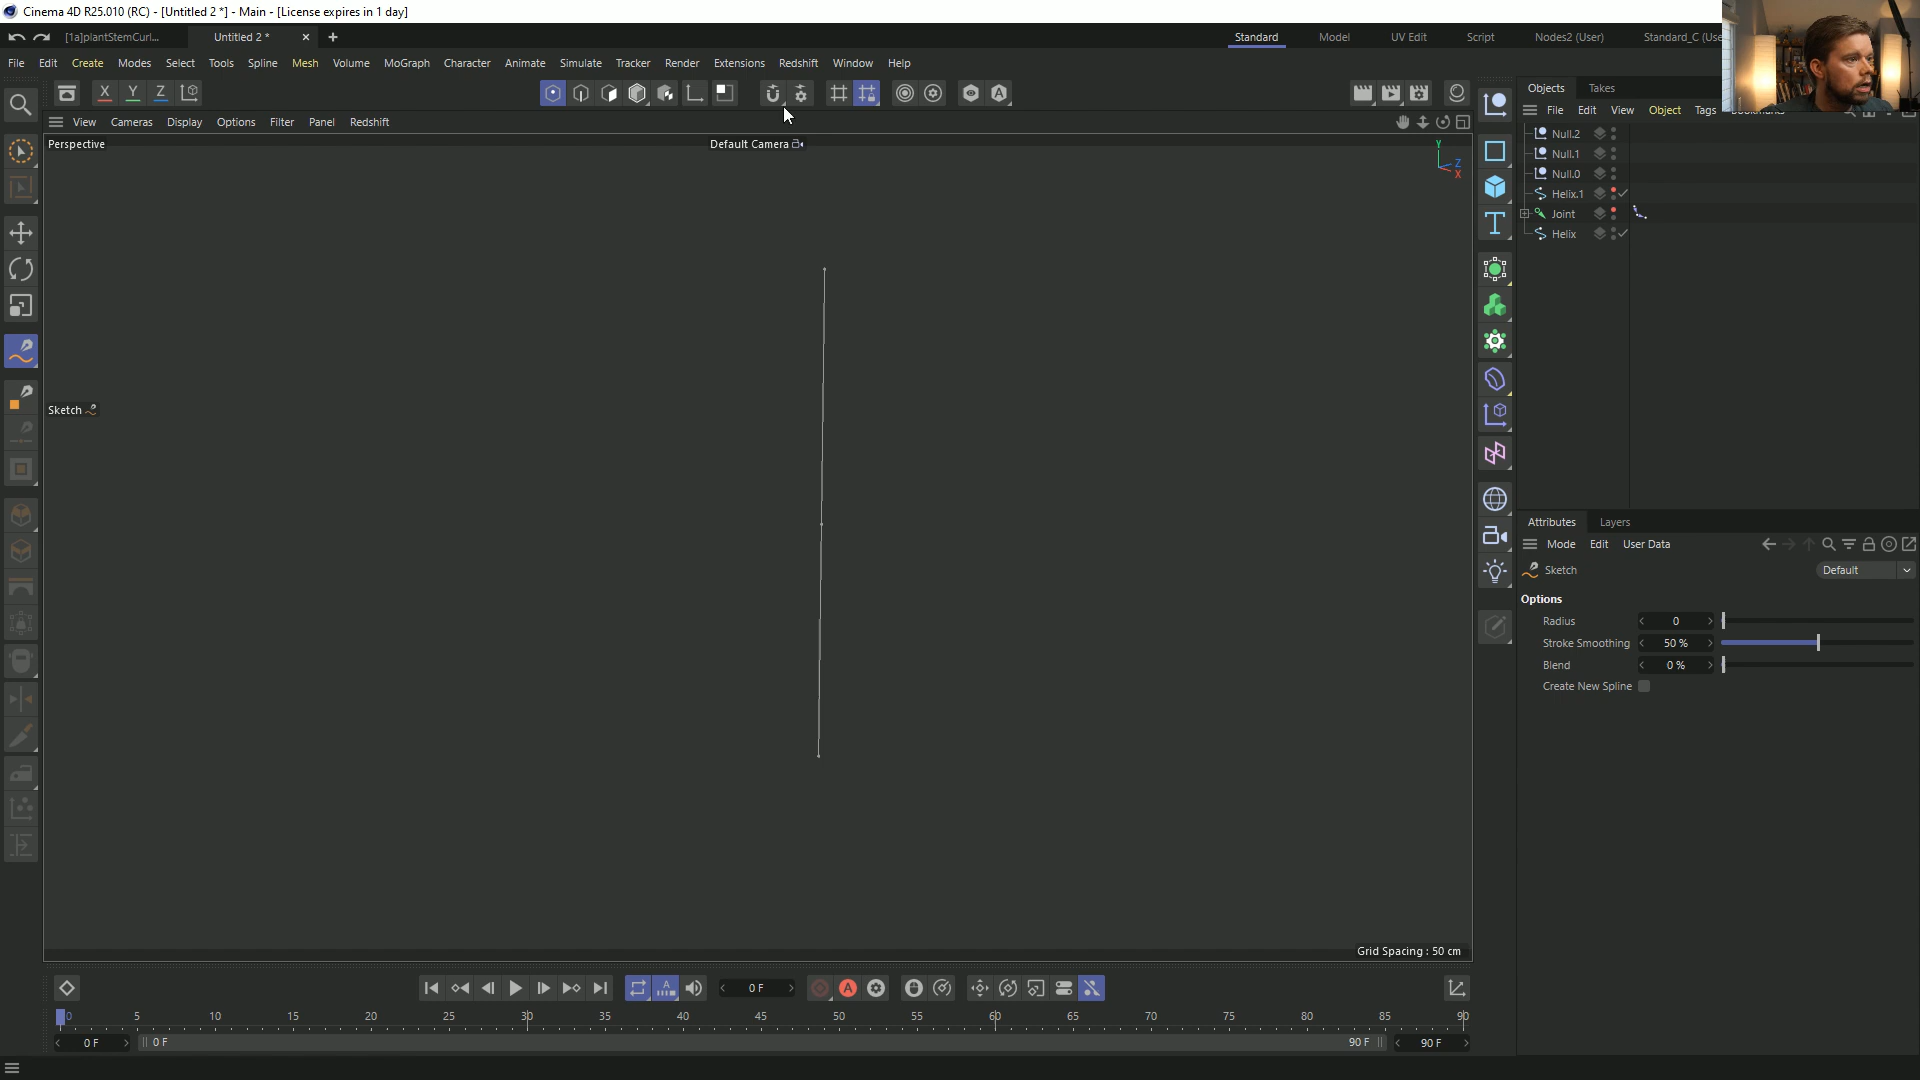 Cinema 4D R25.010 (RC) - [Untitled 2 *] - Main - [License expires in 1 day]
[1a]plantStemCurl... Untitled 2 * Standard Model UV Edit Script Nodes2 (User) Standard_C (Use
File Edit Create Modes Select Tools Spline Mesh Volume MoGraph Character Animate Simulate Tracker Render Extensions Redshift Window Help
X Y Z
Objects Takes
File Edit View Object Tags
View Cameras Display Options Filter Panel Redshift
Perspective Default Camera
Y Z X
Null.2
Null.1
Null.0
Helix.1
Joint
Helix
Sketch
Attributes Layers
Mode Edit User Data
Sketch Default
Options
Radius 0
Stroke Smoothing 50 %
Blend 0 %
Create New Spline
Grid Spacing : 50 cm
0 F
0 5 10 15 20 25 30 35 40 45 50 55 60 65 70 75 80 85 90
0 F 0 F 90 F 90 F